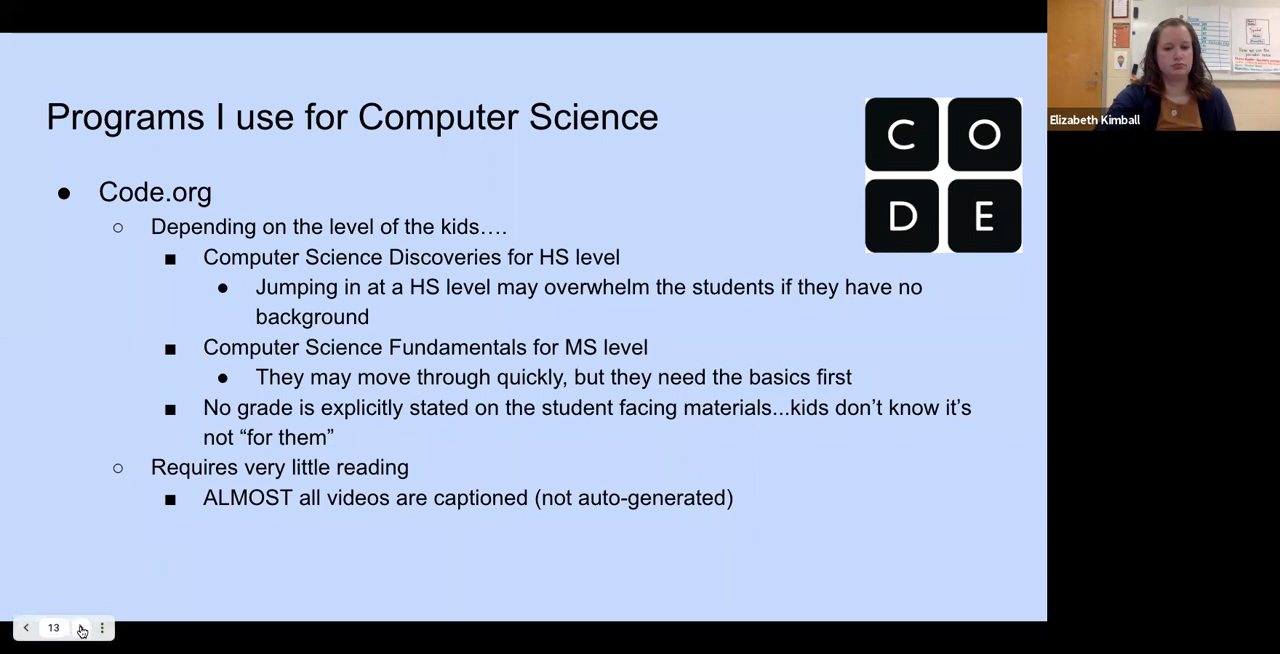 Programs I use for Computer Science
C O
D E
● Code.org
○ Depending on the level of the kids….
■ Computer Science Discoveries for HS level
● Jumping in at a HS level may overwhelm the students if they have no
background
■ Computer Science Fundamentals for MS level
● They may move through quickly, but they need the basics first
■ No grade is explicitly stated on the student facing materials...kids don’t know it’s
not “for them”
○ Requires very little reading
■ ALMOST all videos are captioned (not auto-generated)
13
Elizabeth Kimball